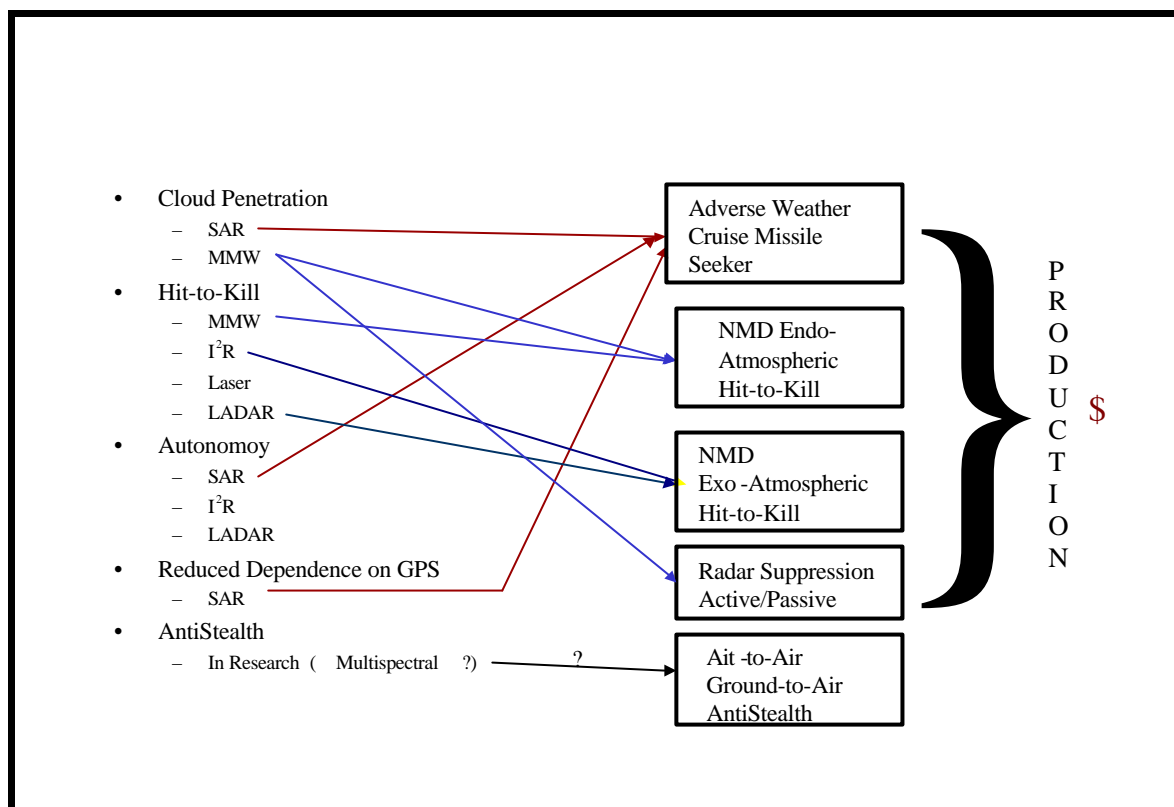 • Cloud Penetration
– SAR
– MMW
• Hit-to-Kill
– MMW
– I²R
– Laser
– LADAR
• Autonomoy
– SAR
– I²R
– LADAR
• Reduced Dependence on GPS
– SAR
• AntiStealth
– In Research ( Multispectral ?)
?
Adverse Weather
Cruise Missile
Seeker
NMD Endo-
Atmospheric
Hit-to-Kill
NMD
Exo -Atmospheric
Hit-to-Kill
Radar Suppression
Active/Passive
Ait -to-Air
Ground-to-Air
AntiStealth
}
P
R
O
D
U
C
T
I
O
N
$